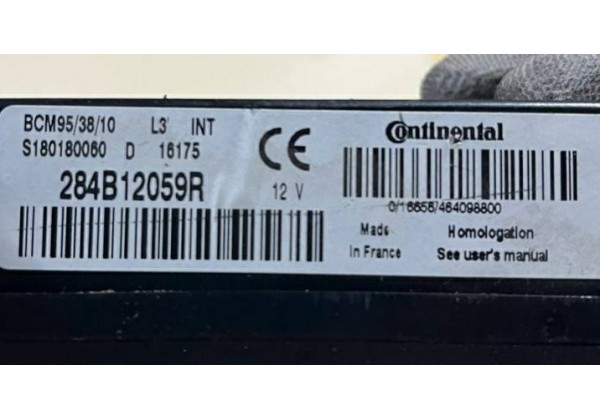 BCM95/38/10 L3 INT
S180180060 D 16175
284B12059R
CE
12 V
Continental
0/16656/464098800
Made
in France
Homologation
See user's manual